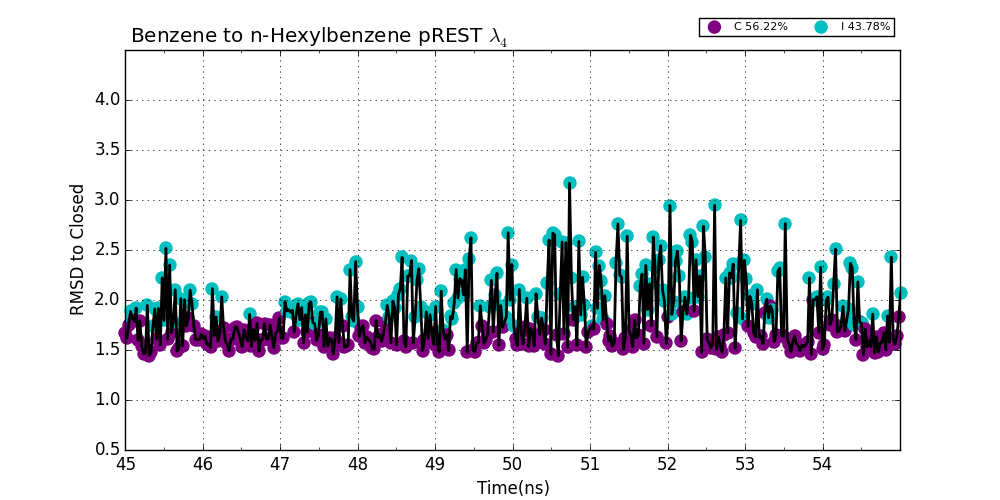 Benzene to n-Hexylbenzene pREST λ4
C 56.22% I 43.78%
RMSD to Closed
4.0
3.5
3.0
2.5
2.0
1.5
1.0
0.5
45 46 47 48 49 50 51 52 53 54
Time(ns)